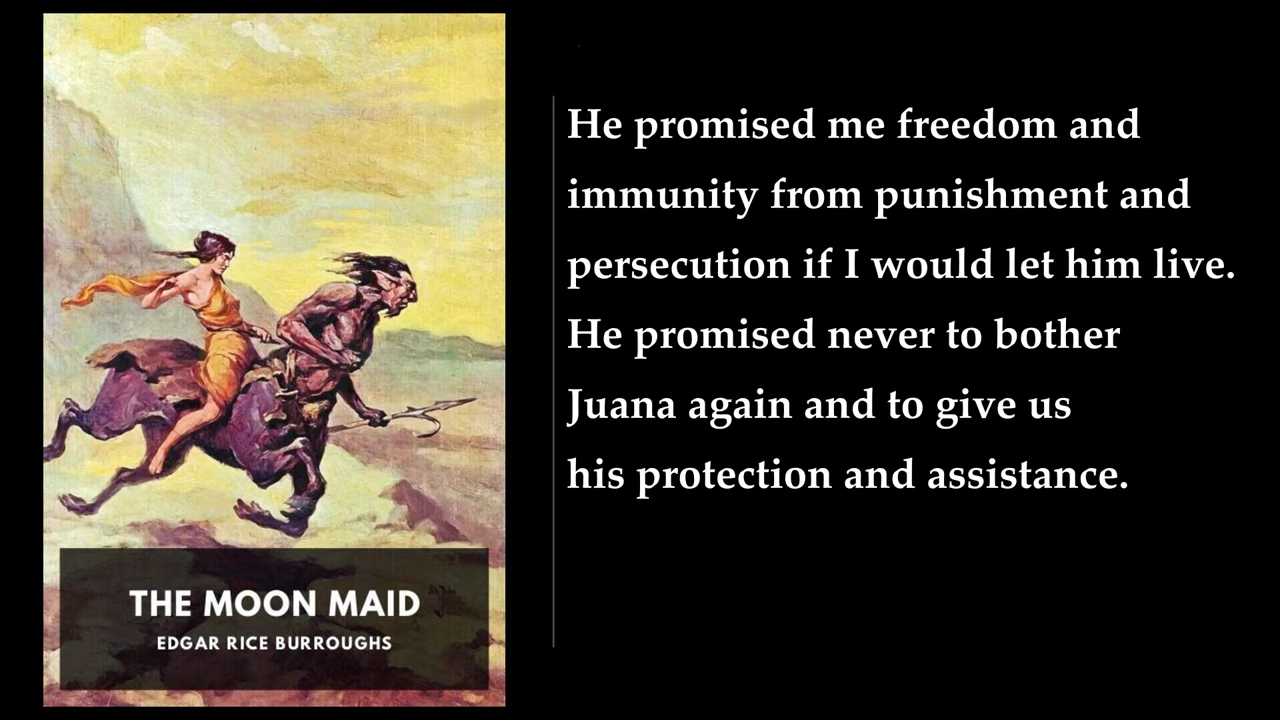 THE MOON MAID
EDGAR RICE BURROUGHS
He promised me freedom and
immunity from punishment and
persecution if I would let him live.
He promised never to bother
Juana again and to give us
his protection and assistance.